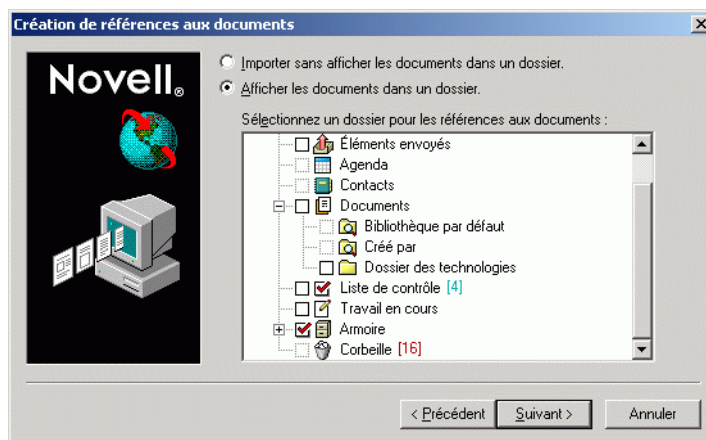 Création de références aux documents
Novell®
Importer sans afficher les documents dans un dossier.
Afficher les documents dans un dossier.
Sélectionnez un dossier pour les références aux documents :
Éléments envoyés
Agenda
Contacts
Documents
Bibliothèque par défaut
Créé par
Dossier des technologies
Liste de contrôle [4]
Travail en cours
Armoire
Corbeille [16]
< Précédent
Suivant >
Annuler